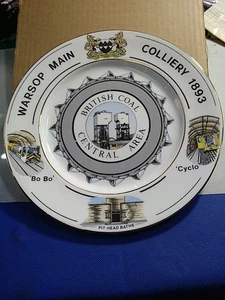 WARSOP MAIN COLLIERY 1893
BRITISH COAL
CENTRAL AREA
'Bo Bo'
'Cyclo'
PIT HEAD BATHS